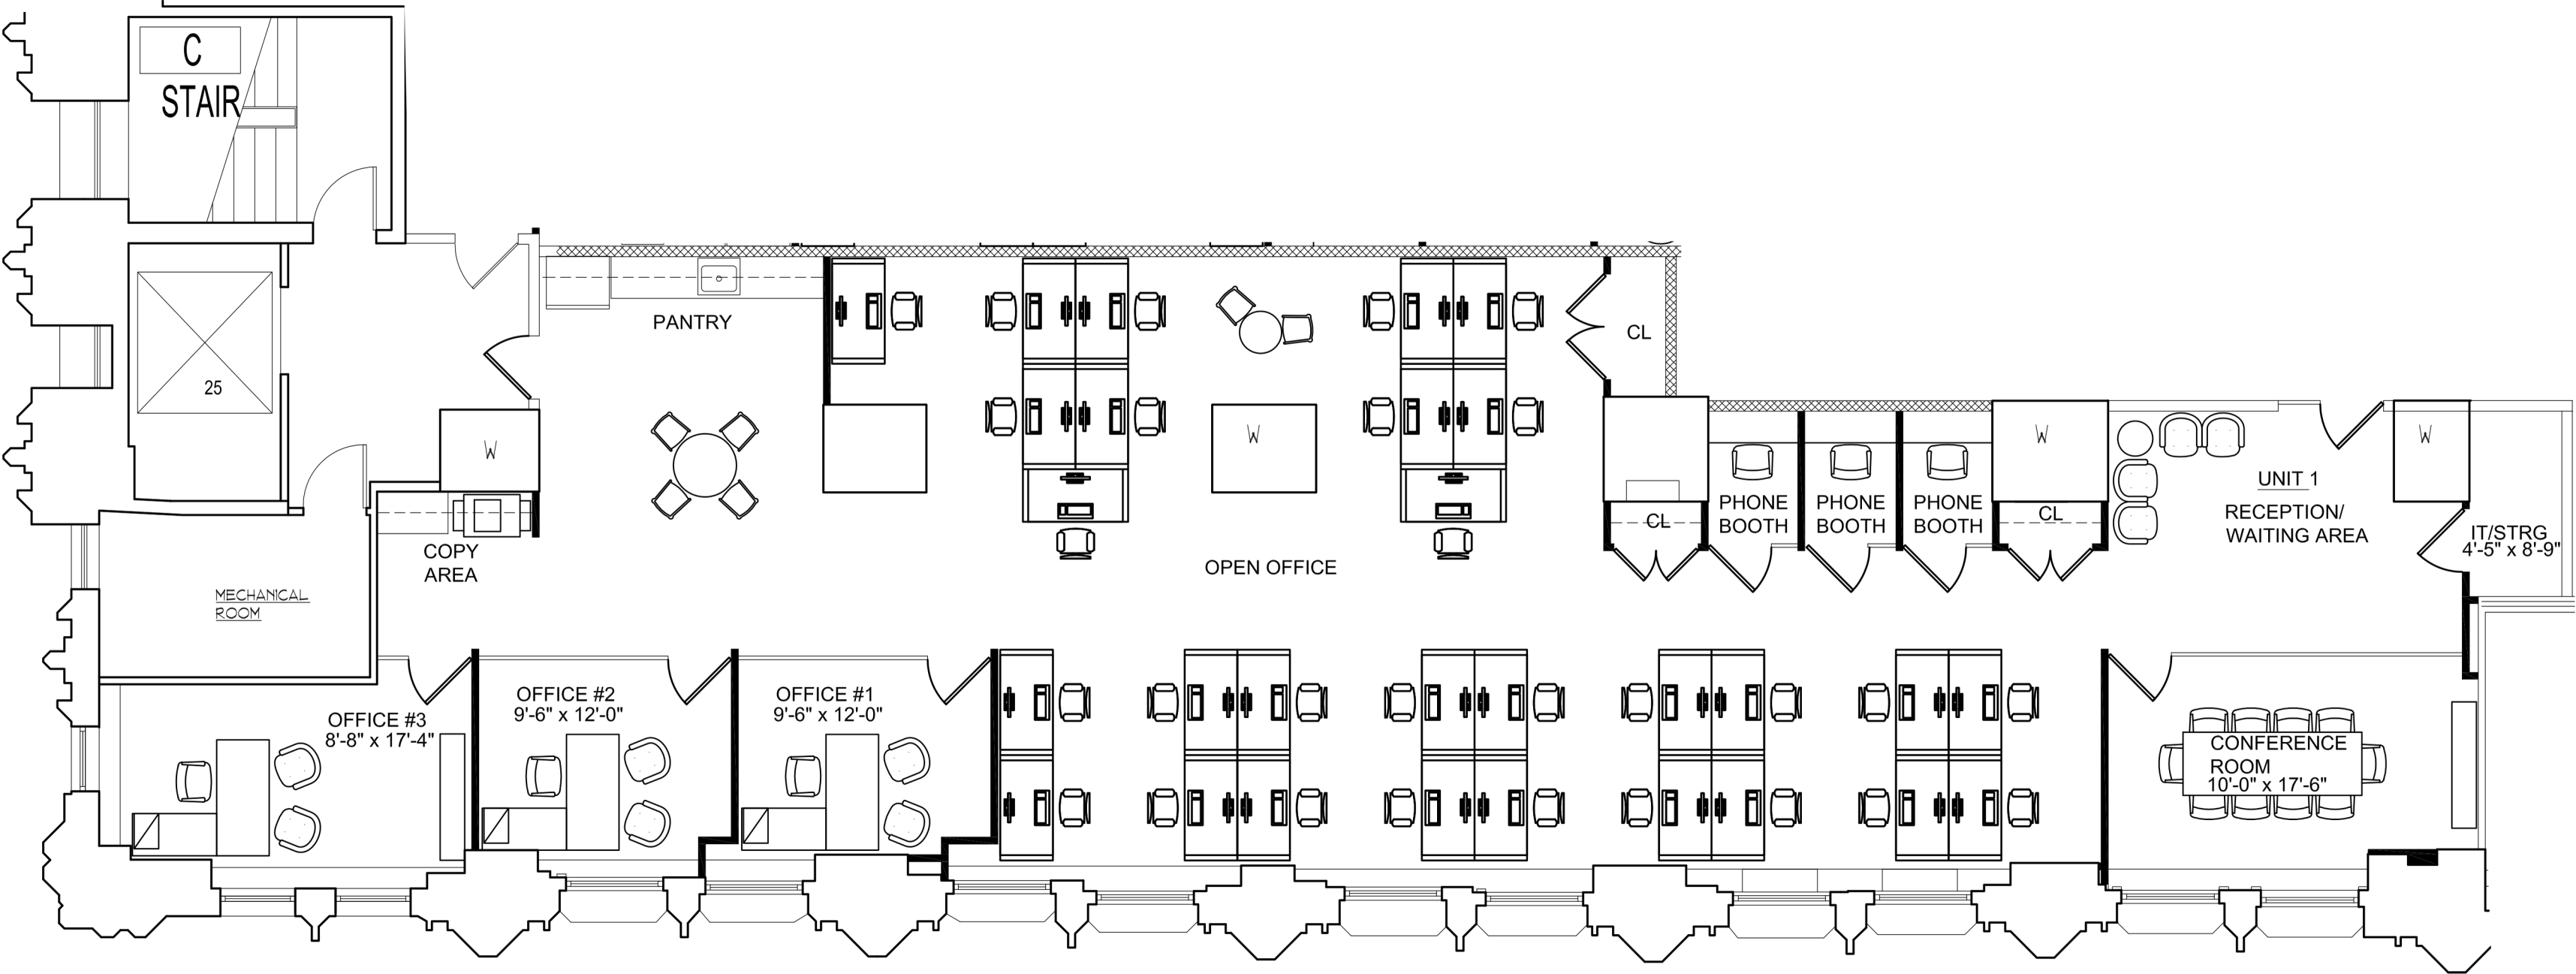 C
STAIR
25
W
PANTRY
COPY
AREA
MECHANICAL
ROOM
W
OPEN OFFICE
CL
CL
PHONE
BOOTH
PHONE
BOOTH
PHONE
BOOTH
W
CL
UNIT 1
RECEPTION/
WAITING AREA
W
IT/STRG
4'-5" x 8'-9"
OFFICE #3
8'-8" x 17'-4"
OFFICE #2
9'-6" x 12'-0"
OFFICE #1
9'-6" x 12'-0"
CONFERENCE
ROOM
10'-0" x 17'-6"